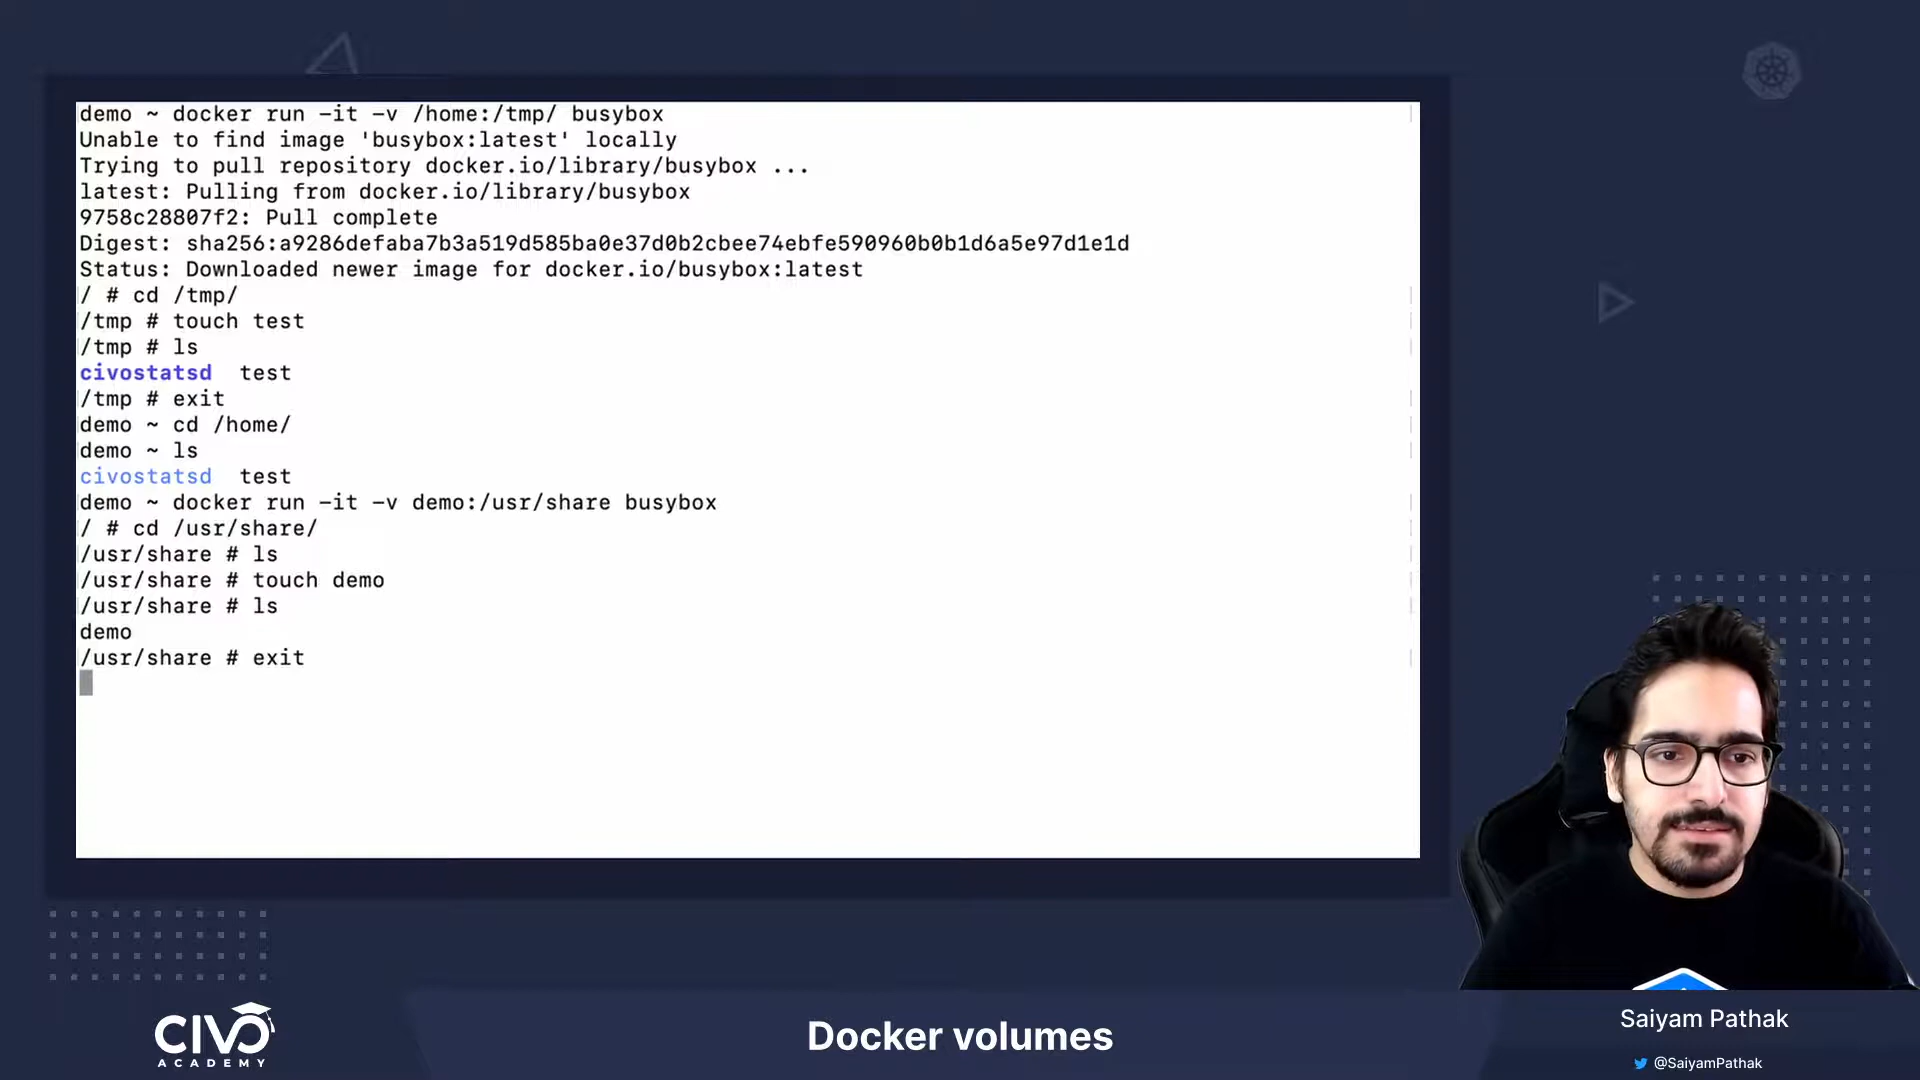 demo ~ docker run -it -v /home:/tmp/ busybox
Unable to find image 'busybox:latest' locally
Trying to pull repository docker.io/library/busybox ...
latest: Pulling from docker.io/library/busybox
9758c28807f2: Pull complete
Digest: sha256:a9286defaba7b3a519d585ba0e37d0b2cbee74ebfe590960b0b1d6a5e97d1e1d
Status: Downloaded newer image for docker.io/busybox:latest
/ # cd /tmp/
/tmp # touch test
/tmp # ls
civostatsd  test
/tmp # exit
demo ~ cd /home/
demo ~ ls
civostatsd  test
demo ~ docker run -it -v demo:/usr/share busybox
/ # cd /usr/share/
/usr/share # ls
/usr/share # touch demo
/usr/share # ls
demo
/usr/share # exit
CIVO
ACADEMY
Docker volumes
Saiyam Pathak
@SaiyamPathak